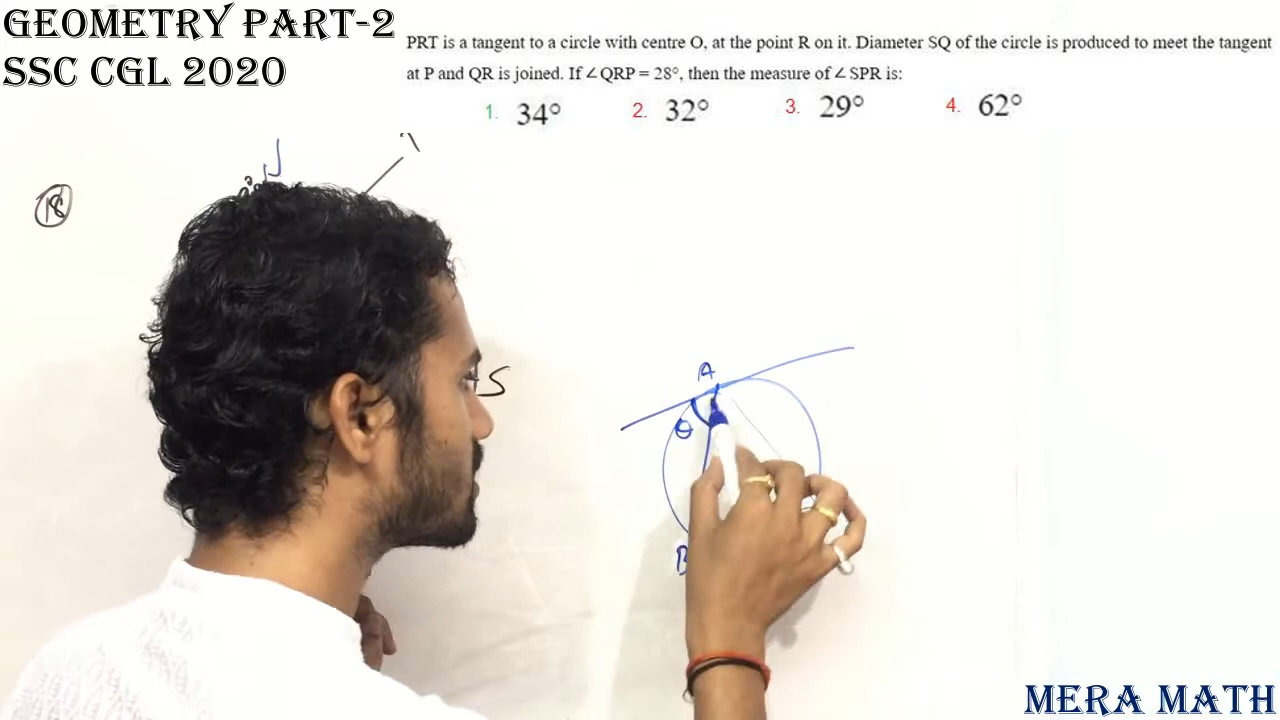 GEOMETRY PART-2
SSC CGL 2020
PRT is a tangent to a circle with centre O, at the point R on it. Diameter SQ of the circle is produced to meet the tangent
at P and QR is joined. If ∠QRP = 28°, then the measure of ∠SPR is:
1. 34° 2. 32° 3. 29° 4. 62°
18
S
A
θ
B
MERA MATH